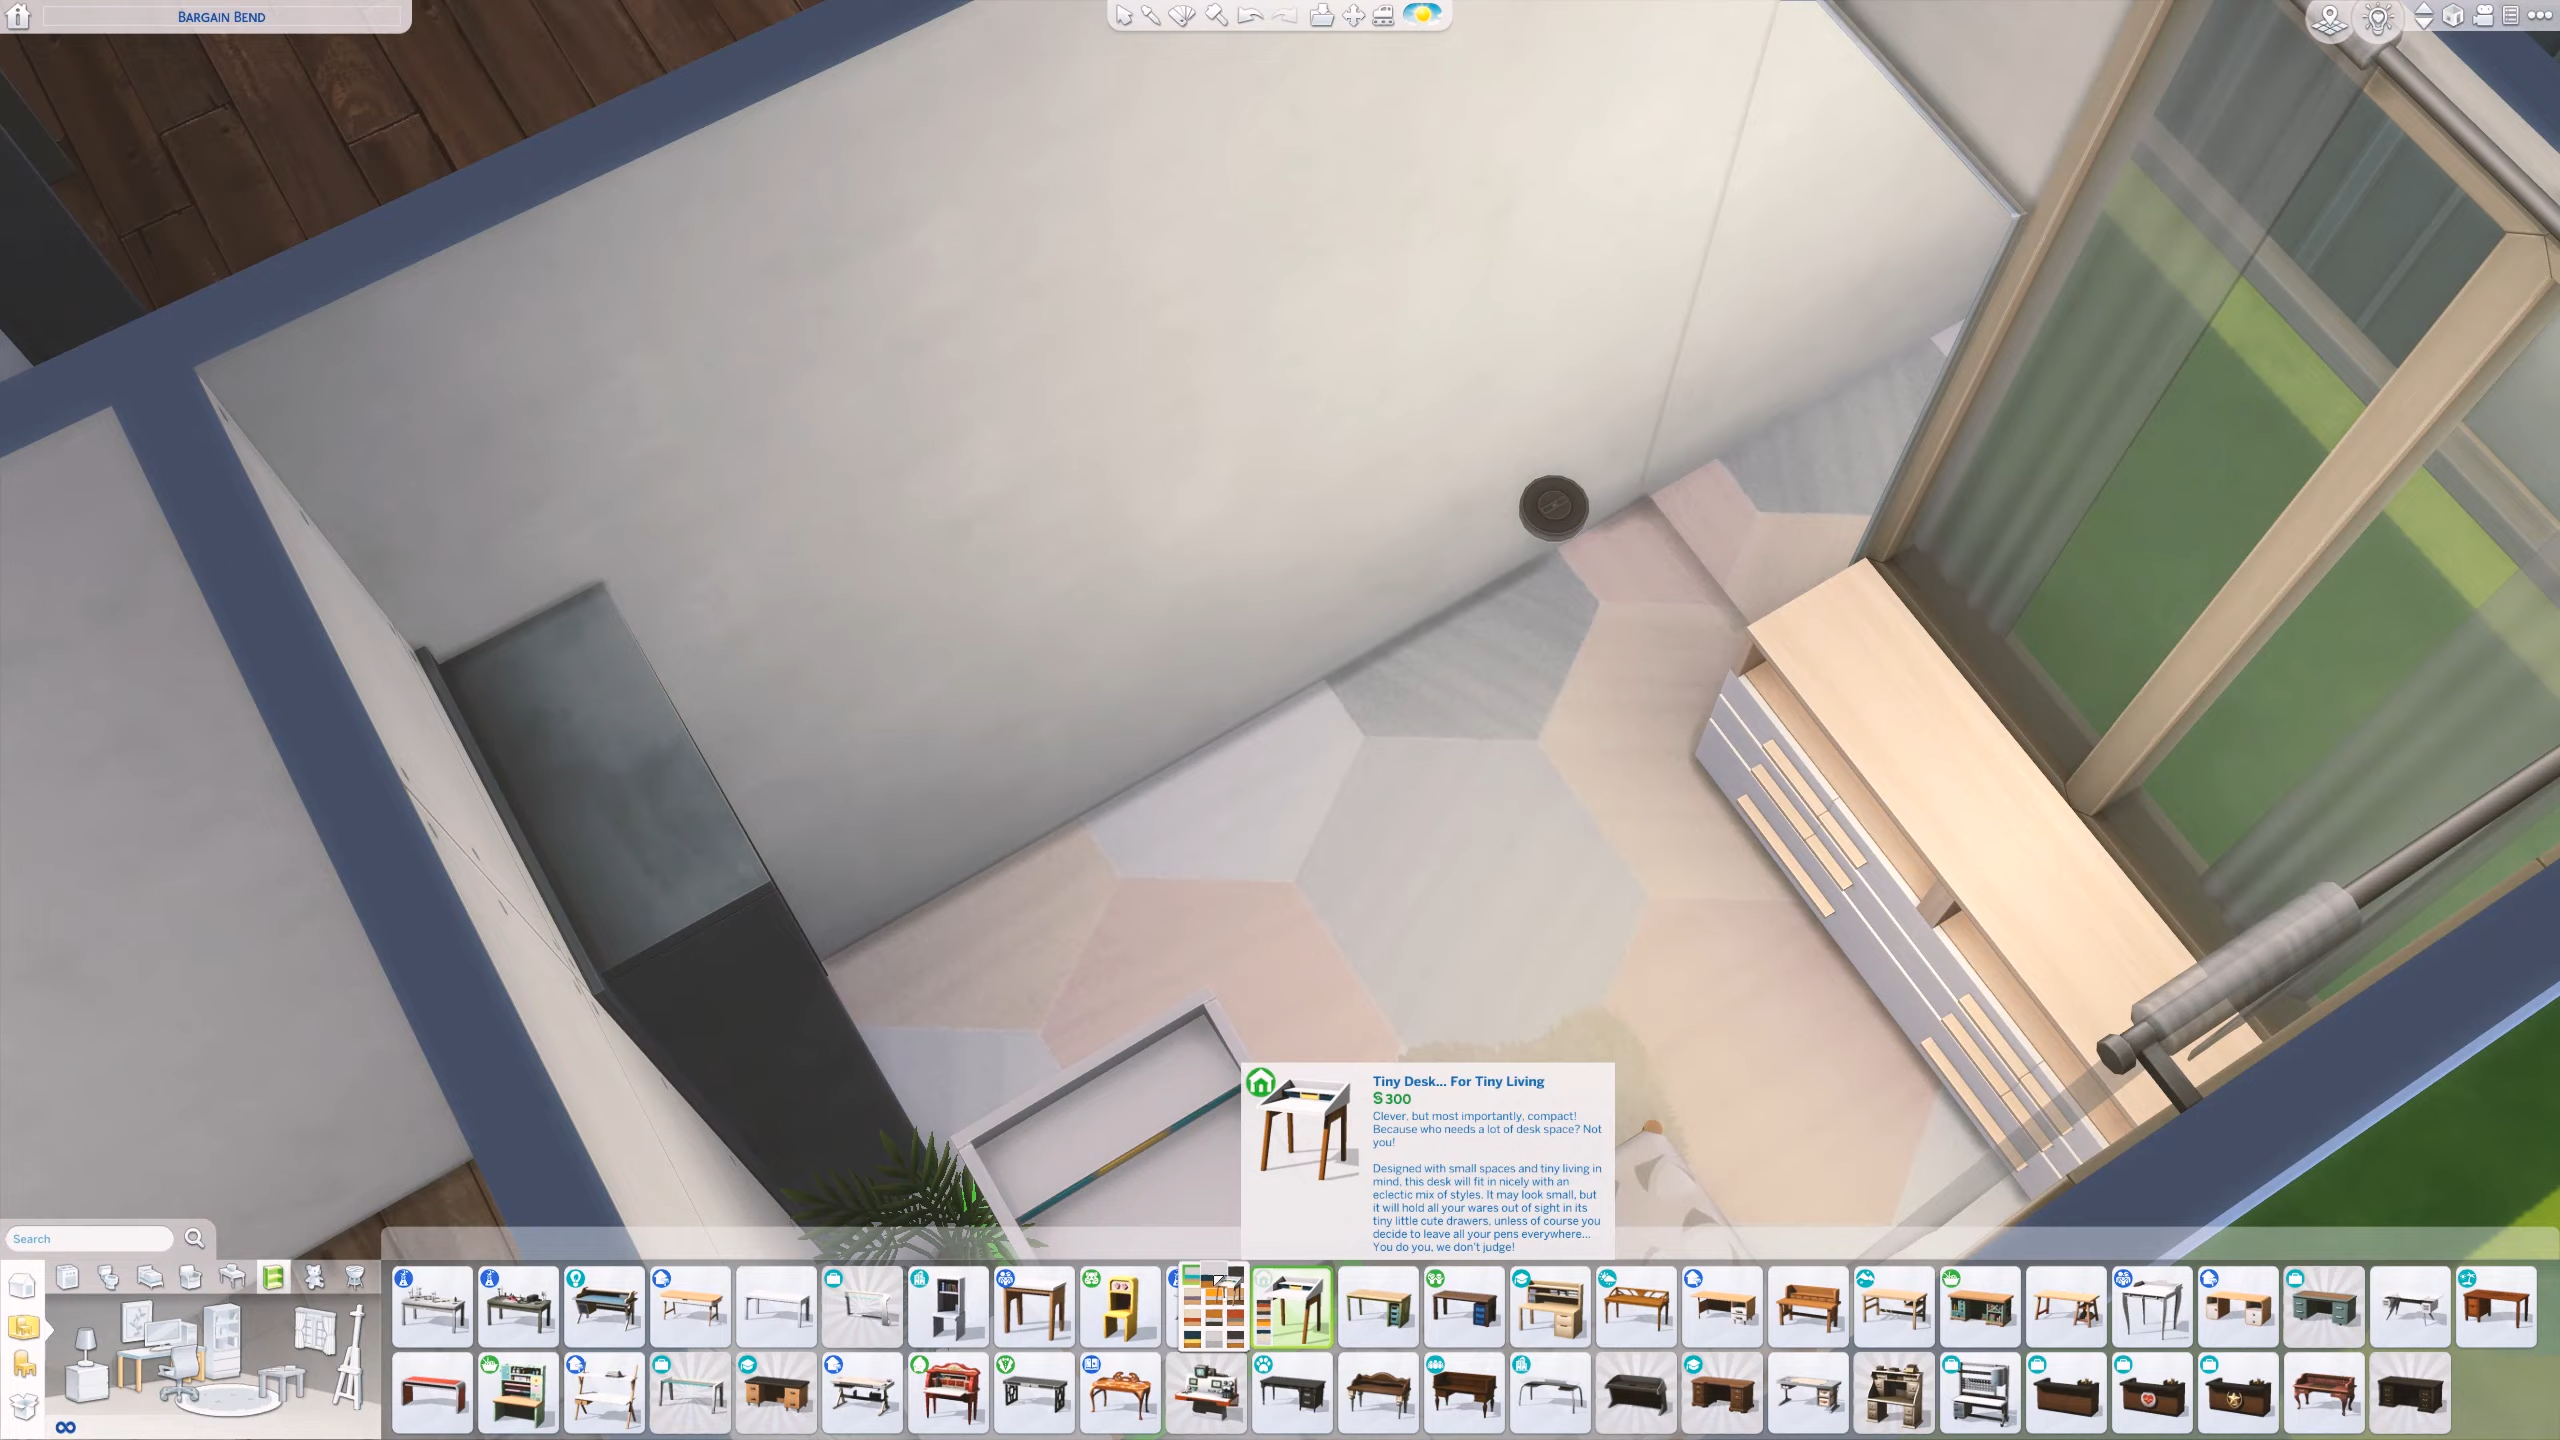 Bargain Bend
Tiny Desk... For Tiny Living
§300
Clever, but most importantly, compact!
Because who needs a lot of desk space? Not
you!
Designed with small spaces and tiny living in
mind, this desk will fit in nicely with an
eclectic mix of styles. It may look small, but
it will hold all your wares out of sight in its
tiny little cute drawers, unless of course you
decide to leave all your pens everywhere...
You do you, we don't judge!
Search